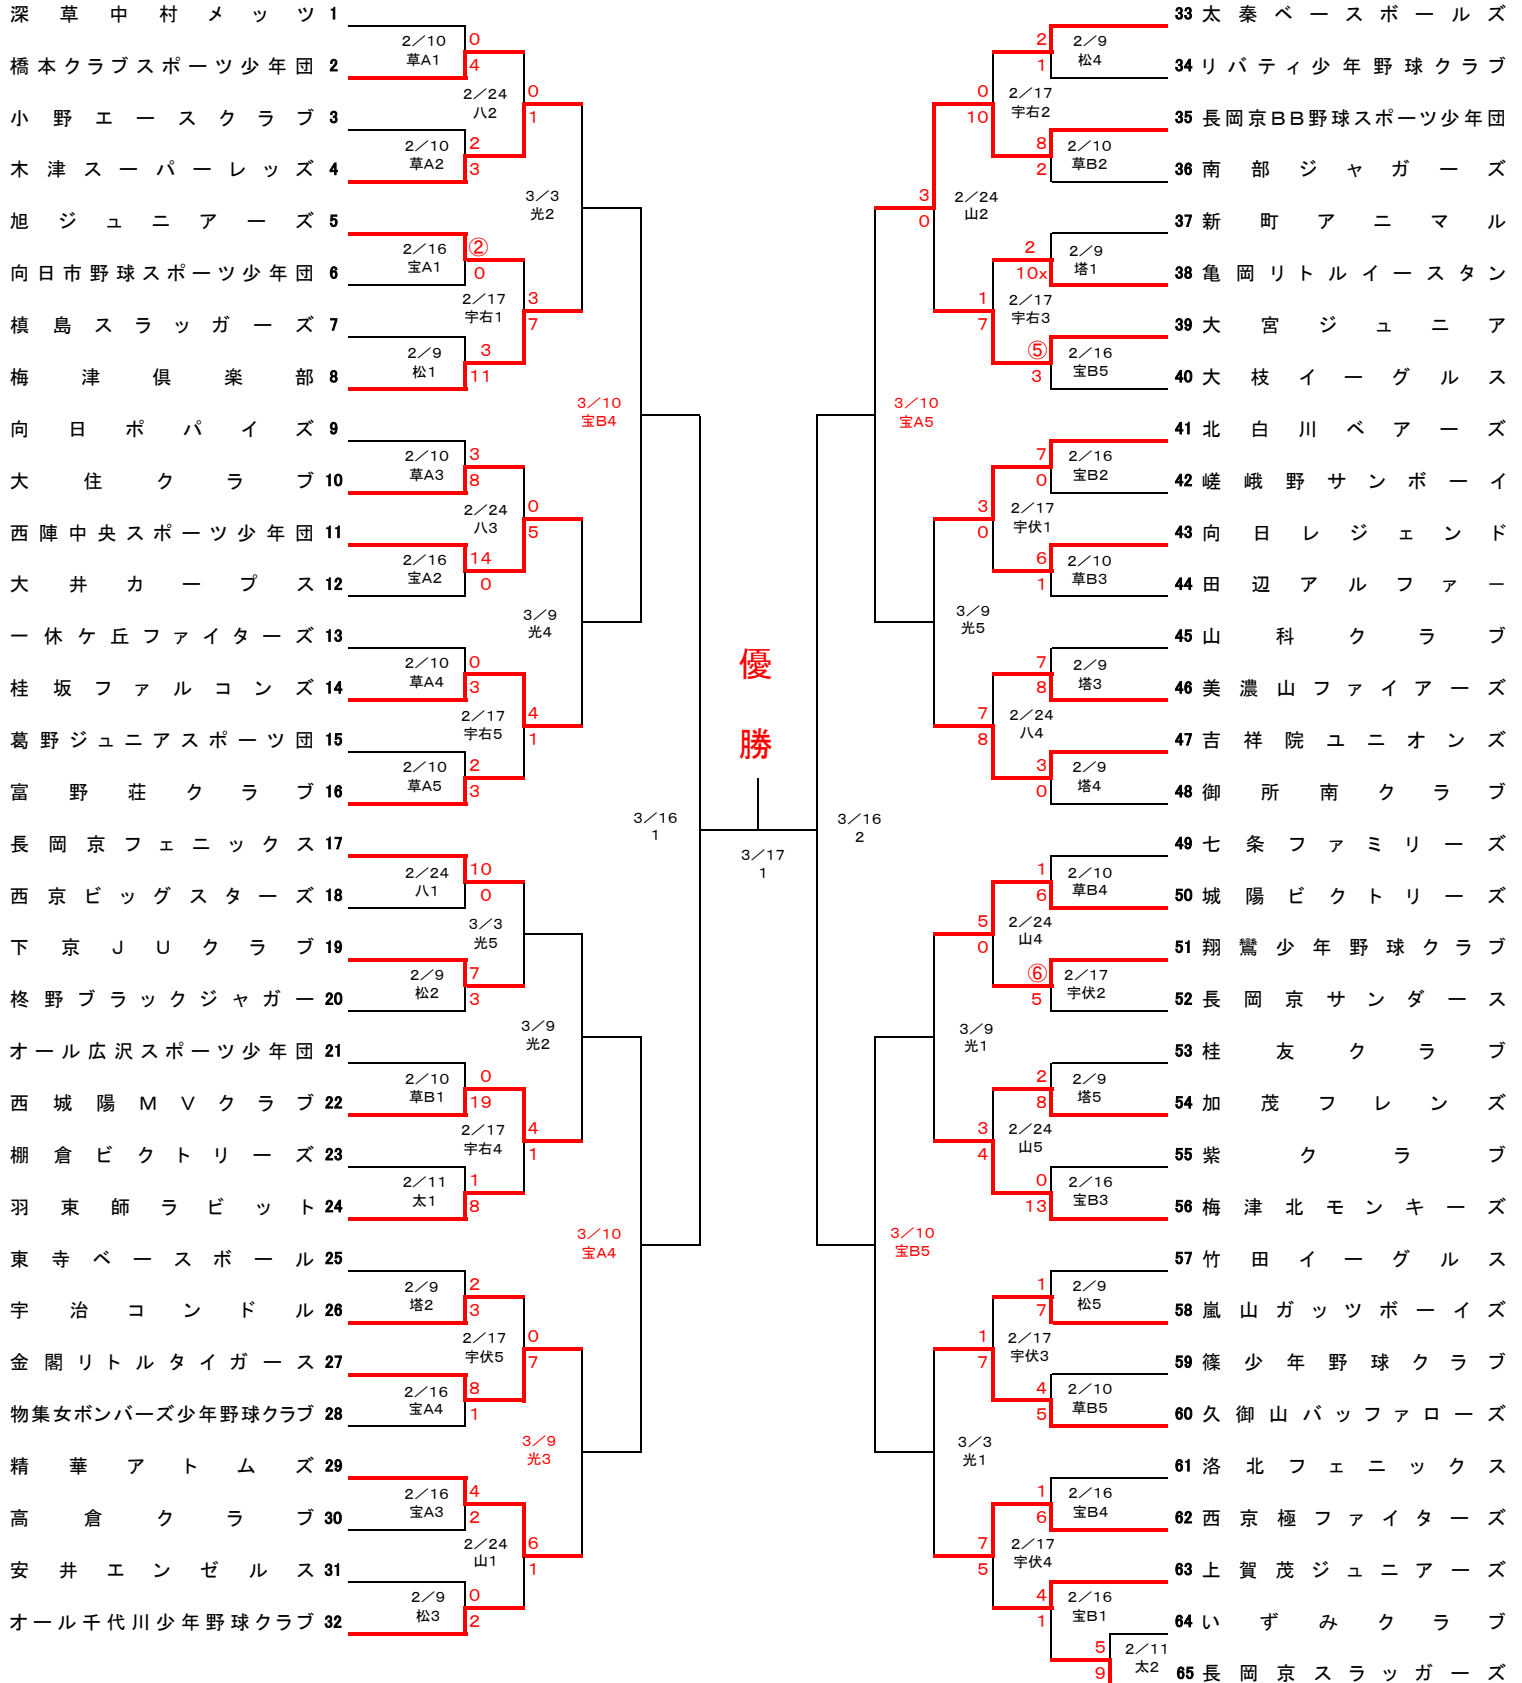 深草中村メッツ 1
2/10 0
草A1
橋本クラブスポーツ少年団 2
4
2/24 0
八2 1
小野エースクラブ 3
2/10 2
草A2 3
木津スーパーレッズ 4
3/3
光2
旭ジュニアーズ 5
2/16 ②
宝A1 0
向日市野球スポーツ少年団 6
2/17 3
宇右1 7
槙島スラッガーズ 7
2/9 3
松1 11
梅津倶楽部 8
3/10
宝B4
向日ポパイズ 9
2/10 3
草A3 8
大住クラブ 10
2/24 0
八3 5
西陣中央スポーツ少年団 11
2/16 14
宝A2 0
大井カープス 12
3/9
光4
一休ケ丘ファイターズ 13
2/10 0
草A4 3
桂坂ファルコンズ 14
2/17 4
宇右5 1
葛野ジュニアスポーツ団 15
2/10 2
草A5 3
富野荘クラブ 16
3/16
1
長岡京フェニックス 17
2/24 10
八1 0
西京ビッグスターズ 18
3/3
光5
下京JUクラブ 19
2/9 7
松2 3
柊野ブラックジャガー 20
3/9
光2
オール広沢スポーツ少年団 21
2/10 0
草B1 19
西城陽MVクラブ 22
2/17 4
宇右4 1
棚倉ビクトリーズ 23
2/11 1
太1 8
羽束師ラビット 24
3/10
宝A4
東寺ベースボール 25
2/9 2
塔2 3
宇治コンドル 26
2/17 0
宇伏5 7
金閣リトルタイガース 27
2/16 8
宝A4 1
物集女ボンバーズ少年野球クラブ 28
3/9
光3
精華アトムズ 29
2/16 4
宝A3 2
高倉クラブ 30
2/24 6
山1 1
安井エンゼルス 31
2/9 0
松3 2
オール千代川少年野球クラブ 32
優
勝
3/17
1
33 太秦ベースボールズ
2 2/9
1 松4
34 リバティ少年野球クラブ
0 2/17
10 宇右2
35 長岡京BB野球スポーツ少年団
8 2/10
2 草B2
36 南部ジャガーズ
3 2/24
0 山2
37 新町アニマル
2 2/9
10x 塔1
38 亀岡リトルイースタン
1 2/17
7 宇右3
39 大宮ジュニア
⑤ 2/16
3 宝B5
40 大枝イーグルス
3/10
宝A5
41 北白川ベアーズ
7 2/16
0 宝B2
42 嵯峨野サンボーイ
3 2/17
0 宇伏1
43 向日レジェンド
6 2/10
1 草B3
44 田辺アルファー
3/9
光5
45 山科クラブ
7 2/9
8 塔3
46 美濃山ファイアーズ
7 2/24
8 八4
47 吉祥院ユニオンズ
3 2/9
0 塔4
48 御所南クラブ
3/16
2
49 七条ファミリーズ
1 2/10
6 草B4
50 城陽ビクトリーズ
5 2/24
0 山4
51 翔鸞少年野球クラブ
⑥ 2/17
5 宇伏2
52 長岡京サンダース
3/9
光1
53 桂友クラブ
2 2/9
8 塔5
54 加茂フレンズ
3 2/24
4 山5
55 紫クラブ
0 2/16
13 宝B3
56 梅津北モンキーズ
3/10
宝B5
57 竹田イーグルス
1 2/9
7 松5
58 嵐山ガッツボーイズ
1 2/17
7 宇伏3
59 篠少年野球クラブ
4 2/10
5 草B5
60 久御山バッファローズ
3/3
光1
61 洛北フェニックス
1 2/16
6 宝B4
62 西京極ファイターズ
7 2/17
5 宇伏4
63 上賀茂ジュニアーズ
4 2/16
1 宝B1
64 いずみクラブ
5 2/11
9 太2
65 長岡京スラッガーズ